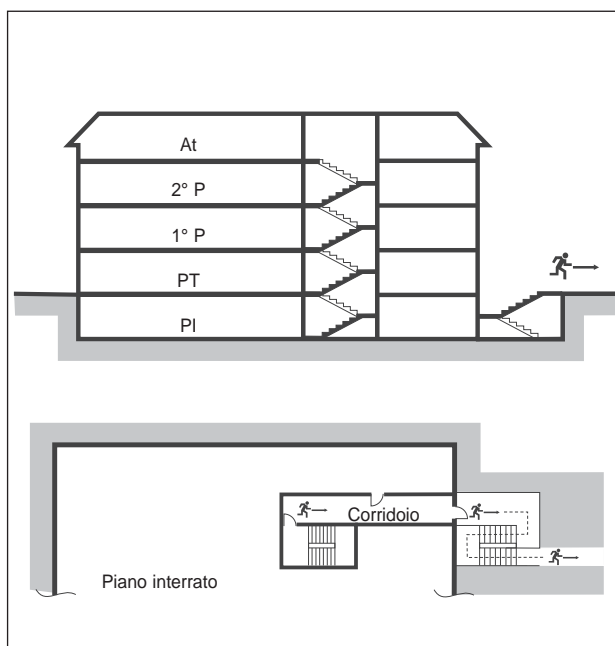 At
2° P
1° P
PT
PI
Corridoio
Piano interrato